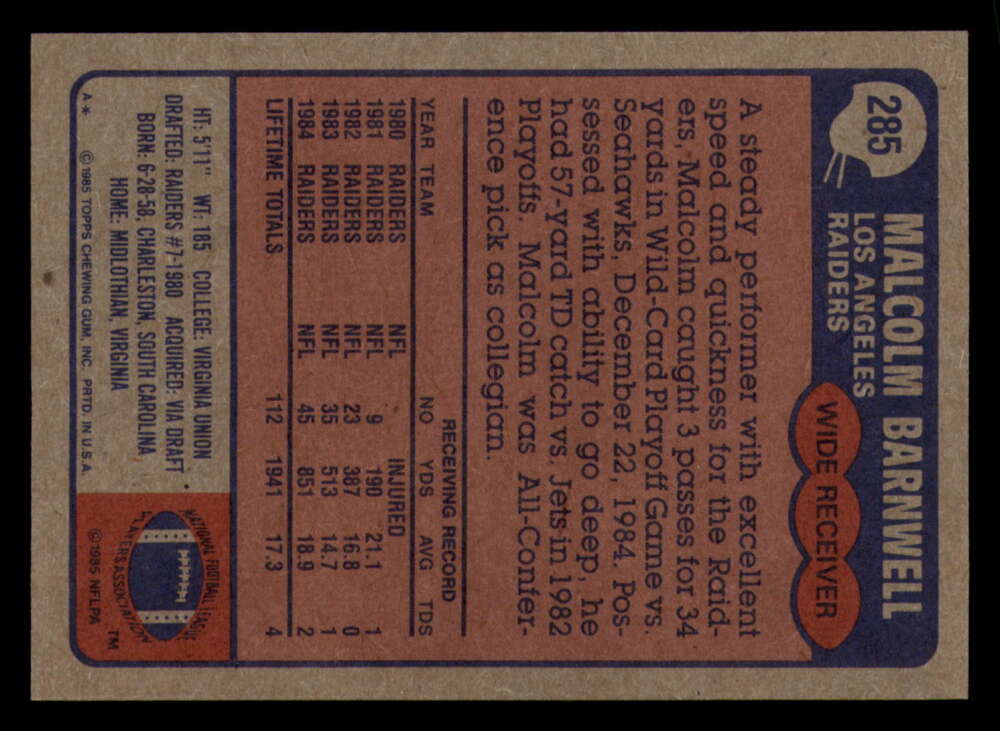 285
MALCOLM BARNWELL
LOS ANGELES
RAIDERS
WIDE RECEIVER
A steady performer with excellent
speed and quickness for the Raid-
ers, Malcolm caught 3 passes for 34
yards in Wild-Card Playoff Game vs.
Seahawks, December 22, 1984. Pos-
sessed with ability to go deep, he
had 57-yard TD catch vs. Jets in 1982
Playoffs. Malcolm was All-Confer-
ence pick as collegian.
RECEIVING RECORD
YEAR TEAM NO YDS AVG TDS
1980 RAIDERS NFL INJURED
1981 RAIDERS NFL 9 190 21.1 1
1982 RAIDERS NFL 23 387 16.8 0
1983 RAIDERS NFL 35 513 14.7 1
1984 RAIDERS NFL 45 851 18.9 2
LIFETIME TOTALS 112 1941 17.3 4
HT: 5'11" WT: 185 COLLEGE: VIRGINIA UNION
DRAFTED: RAIDERS #7-1980 ACQUIRED: VIA DRAFT
BORN: 6-28-58, CHARLESTON, SOUTH CAROLINA
HOME: MIDLOTHIAN, VIRGINIA
A* ©1985 TOPPS CHEWING GUM, INC. PRTD. IN U.S.A.
NATIONAL FOOTBALL LEAGUE
PLAYERS ASSOCIATION
TM
©1985 NFLPA